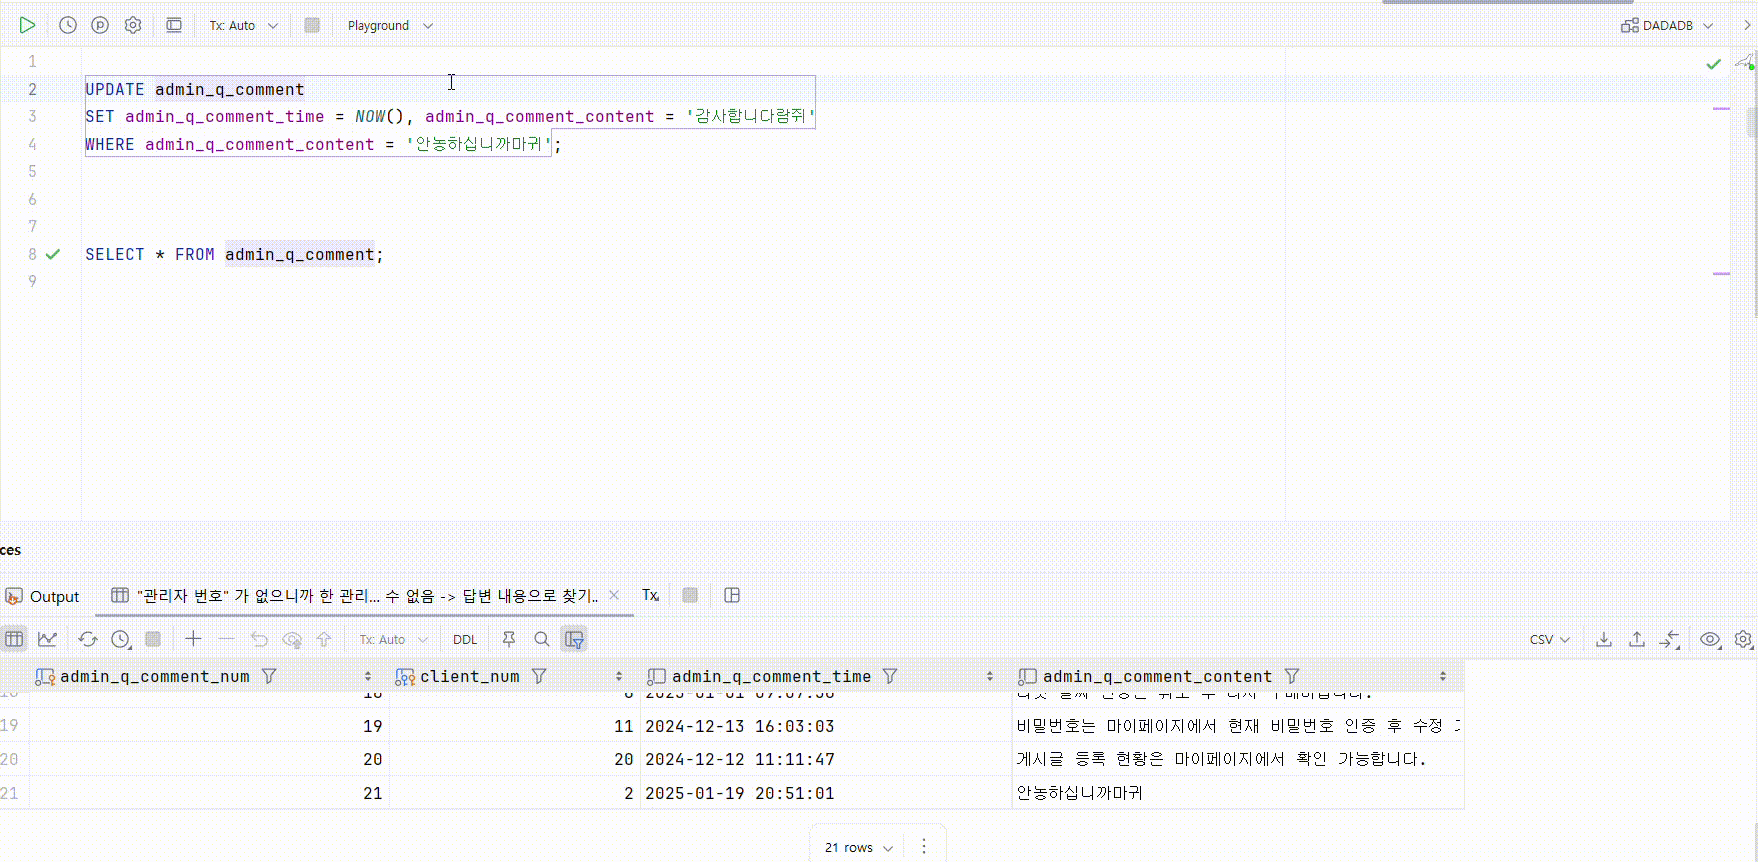 Tx: Auto
Playground
DADADB
1
2 UPDATE admin_q_comment
3 SET admin_q_comment_time = NOW(), admin_q_comment_content = '감사합니다람쥐'
4 WHERE admin_q_comment_content = '안농하십니까마귀';
5
6
7
8 SELECT * FROM admin_q_comment;
9
ces
Output
"관리자 번호" 가 없으니까 한 관리... 수 없음 -> 답변 내용으로 찾기..
Tx
Tx: Auto
DDL
CSV
admin_q_comment_num client_num admin_q_comment_time admin_q_comment_content
19 19 11 2024-12-13 16:03:03 비밀번호는 마이페이지에서 현재 비밀번호 인증 후 수정
20 20 20 2024-12-12 11:11:47 게시글 등록 현황은 마이페이지에서 확인 가능합니다.
21 21 2 2025-01-19 20:51:01 안농하십니까마귀
21 rows